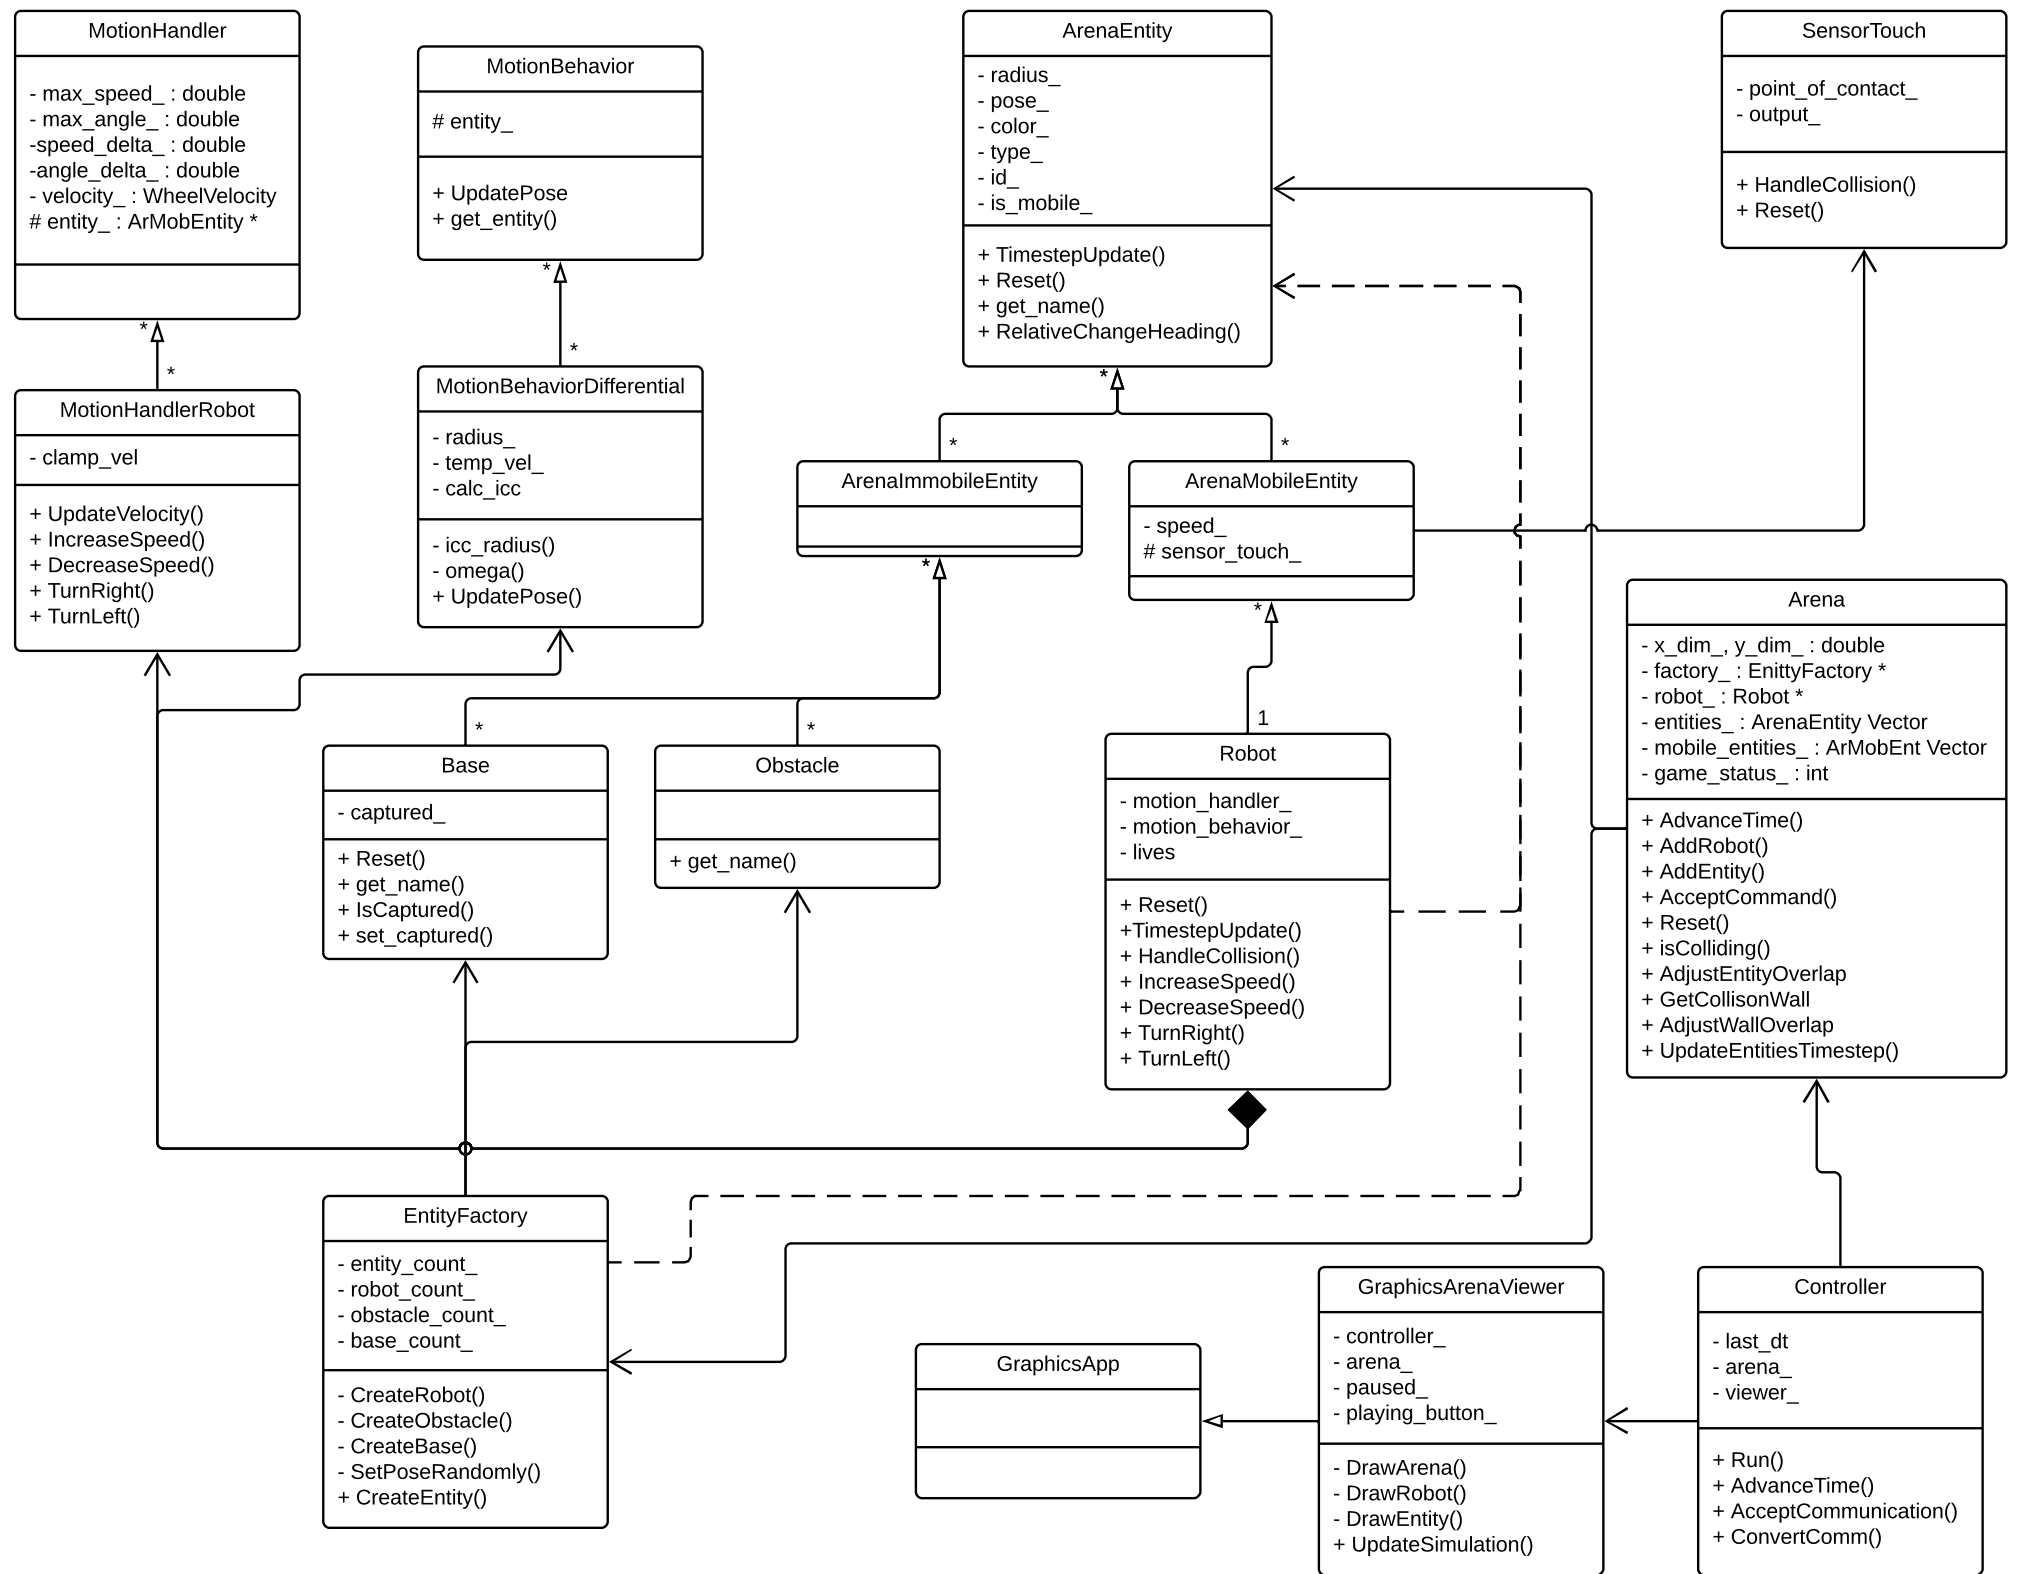 MotionHandler
- max_speed_ : double
- max_angle_ : double
-speed_delta_ : double
-angle_delta_ : double
- velocity_ : WheelVelocity
# entity_ : ArMobEntity *
*
*
MotionHandlerRobot
- clamp_vel
+ UpdateVelocity()
+ IncreaseSpeed()
+ DecreaseSpeed()
+ TurnRight()
+ TurnLeft()
MotionBehavior
# entity_
+ UpdatePose
+ get_entity()
*
*
MotionBehaviorDifferential
- radius_
- temp_vel_
- calc_icc
- icc_radius()
- omega()
+ UpdatePose()
ArenaEntity
- radius_
- pose_
- color_
- type_
- id_
- is_mobile_
+ TimestepUpdate()
+ Reset()
+ get_name()
+ RelativeChangeHeading()
*
*
*
SensorTouch
- point_of_contact_
- output_
+ HandleCollision()
+ Reset()
ArenaImmobileEntity
*
ArenaMobileEntity
- speed_
# sensor_touch_
*
1
*
*
Base
- captured_
+ Reset()
+ get_name()
+ IsCaptured()
+ set_captured()
Obstacle
+ get_name()
Robot
- motion_handler_
- motion_behavior_
- lives
+ Reset()
+TimestepUpdate()
+ HandleCollision()
+ IncreaseSpeed()
+ DecreaseSpeed()
+ TurnRight()
+ TurnLeft()
Arena
- x_dim_, y_dim_ : double
- factory_ : EnittyFactory *
- robot_ : Robot *
- entities_ : ArenaEntity Vector
- mobile_entities_ : ArMobEnt Vector
- game_status_ : int
+ AdvanceTime()
+ AddRobot()
+ AddEntity()
+ AcceptCommand()
+ Reset()
+ isColliding()
+ AdjustEntityOverlap
+ GetCollisonWall
+ AdjustWallOverlap
+ UpdateEntitiesTimestep()
EntityFactory
- entity_count_
- robot_count_
- obstacle_count_
- base_count_
- CreateRobot()
- CreateObstacle()
- CreateBase()
- SetPoseRandomly()
+ CreateEntity()
GraphicsApp
GraphicsArenaViewer
- controller_
- arena_
- paused_
- playing_button_
- DrawArena()
- DrawRobot()
- DrawEntity()
+ UpdateSimulation()
Controller
- last_dt
- arena_
- viewer_
+ Run()
+ AdvanceTime()
+ AcceptCommunication()
+ ConvertComm()